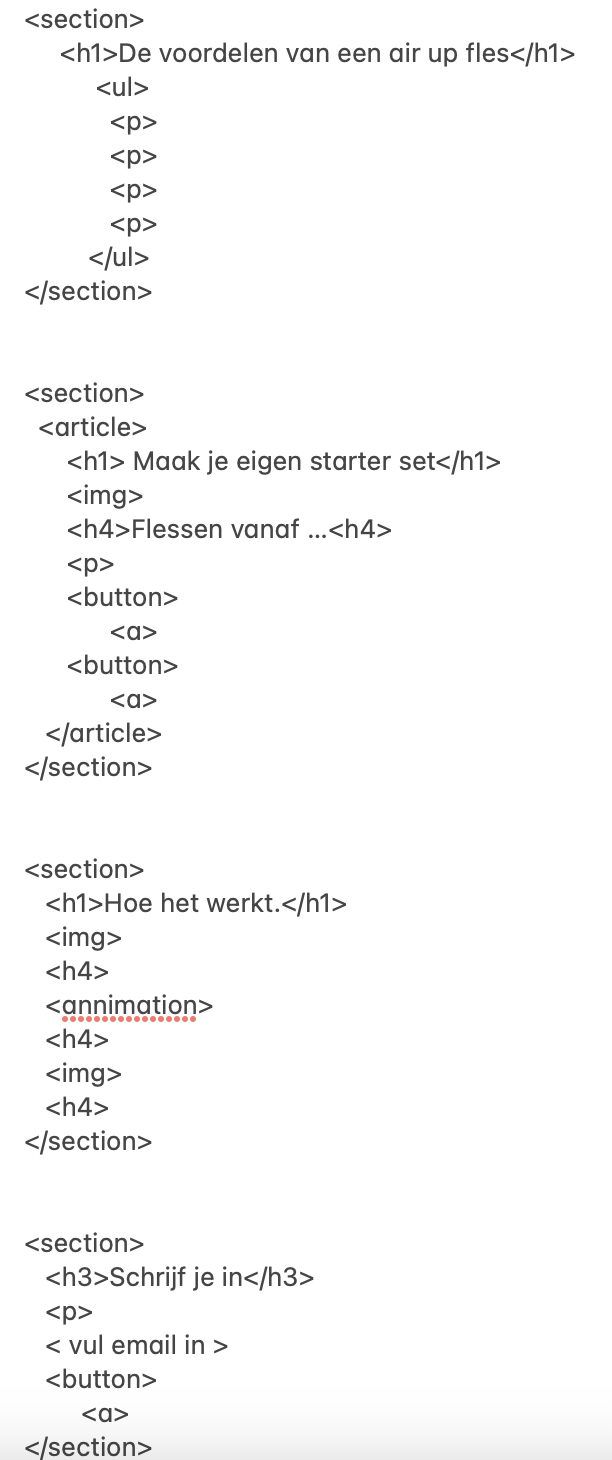 <section>
<h1>De voordelen van een air up fles</h1>
<ul>
<p>
<p>
<p>
<p>
</ul>
</section>
<section>
<article>
<h1> Maak je eigen starter set</h1>
<img>
<h4>Flessen vanaf ...<h4>
<p>
<button>
<a>
<button>
<a>
</article>
</section>
<section>
<h1>Hoe het werkt.</h1>
<img>
<h4>
<annimation>
<h4>
<img>
<h4>
</section>
<section>
<h3>Schrijf je in</h3>
<p>
< vul email in >
<button>
<a>
</section>